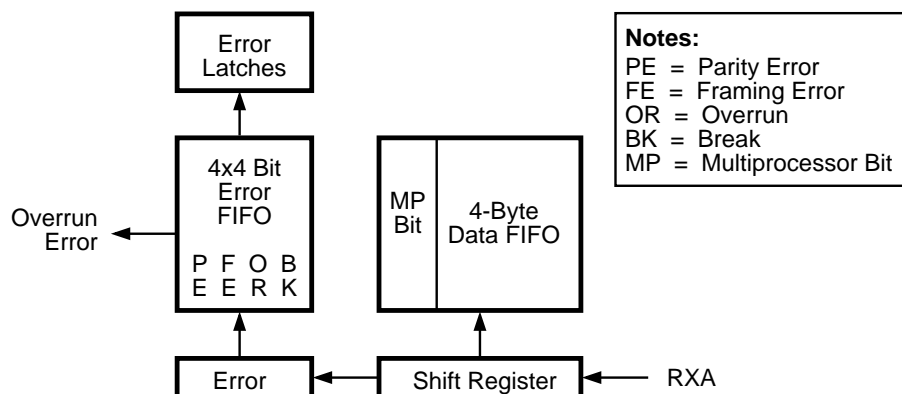 Error
Latches
Notes:
PE = Parity Error
FE = Framing Error
OR = Overrun
BK = Break
MP = Multiprocessor Bit
4x4 Bit
Error
FIFO
P F O B
E E R K
Overrun
Error
MP
Bit
4-Byte
Data FIFO
Error
Shift Register
RXA